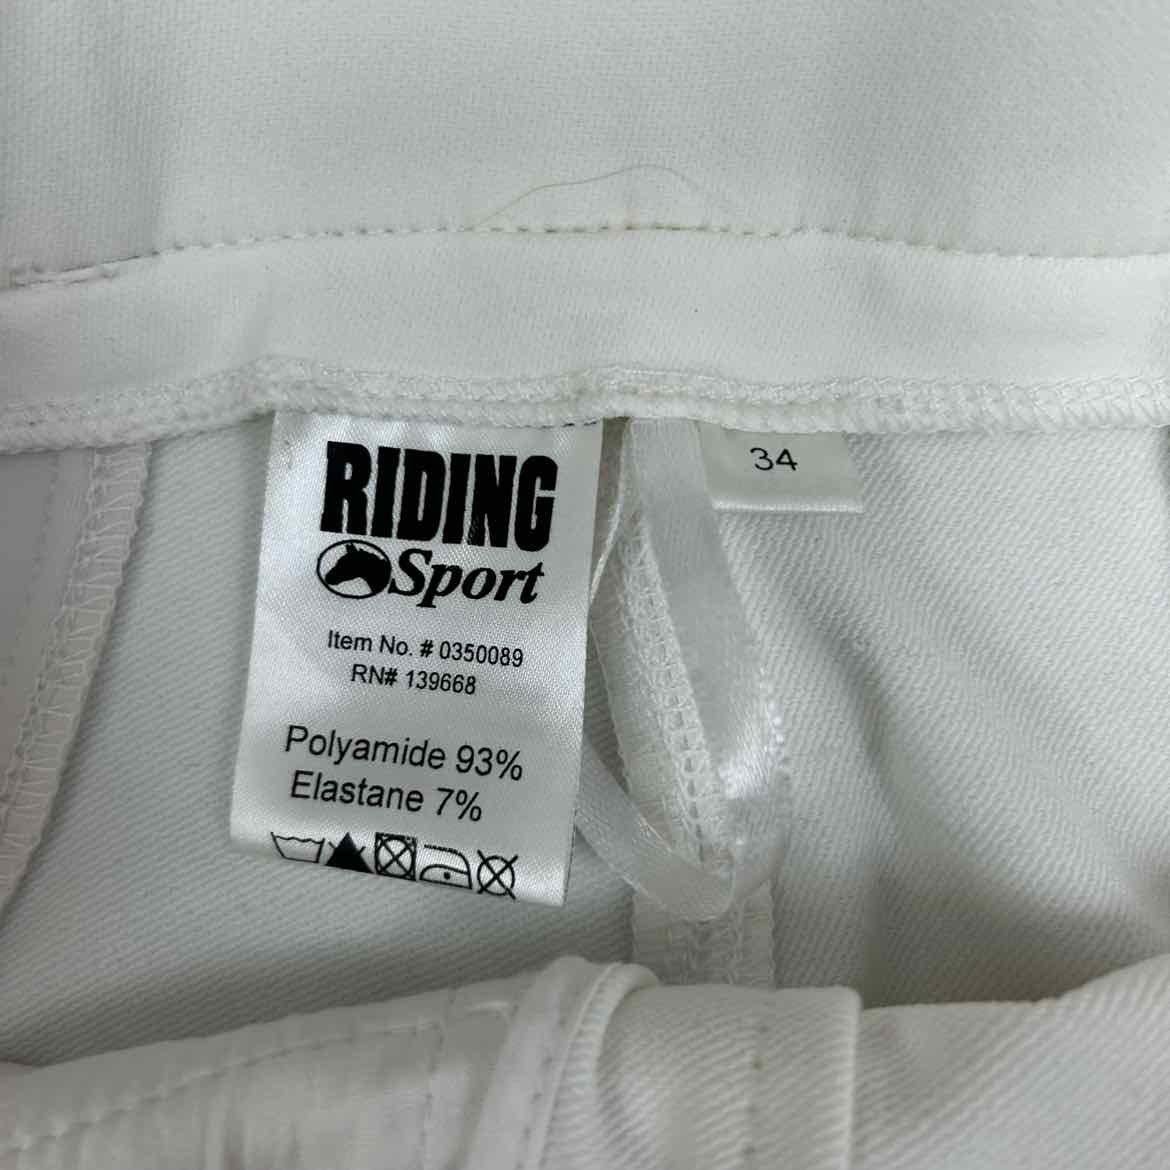 RIDING
Sport
Item No. # 0350089
RN# 139668
Polyamide 93%
Elastane 7%
34